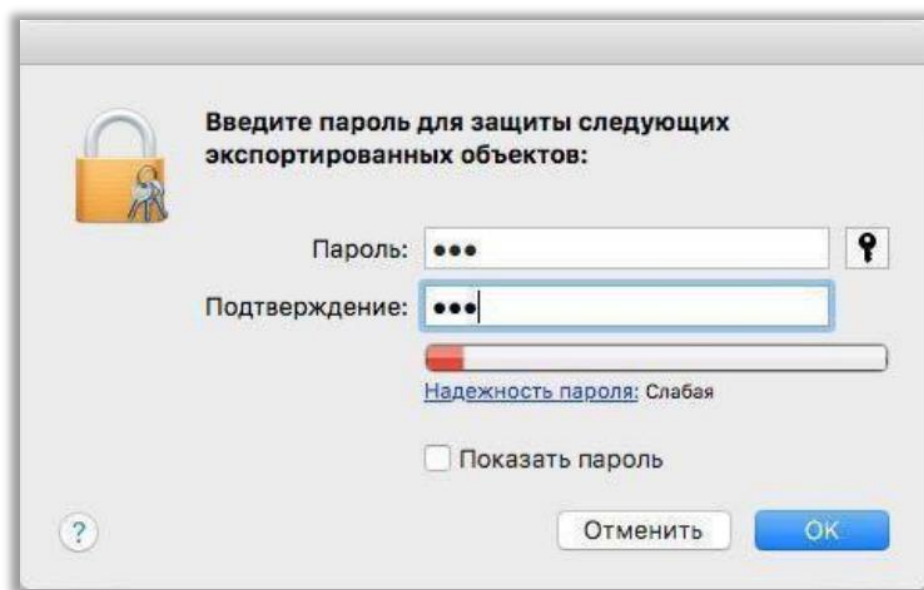 Введите пароль для защиты следующих
экспортированных объектов:
Пароль: •••
Подтверждение: •••
Надежность пароля: Слабая
Показать пароль
? Отменить OK